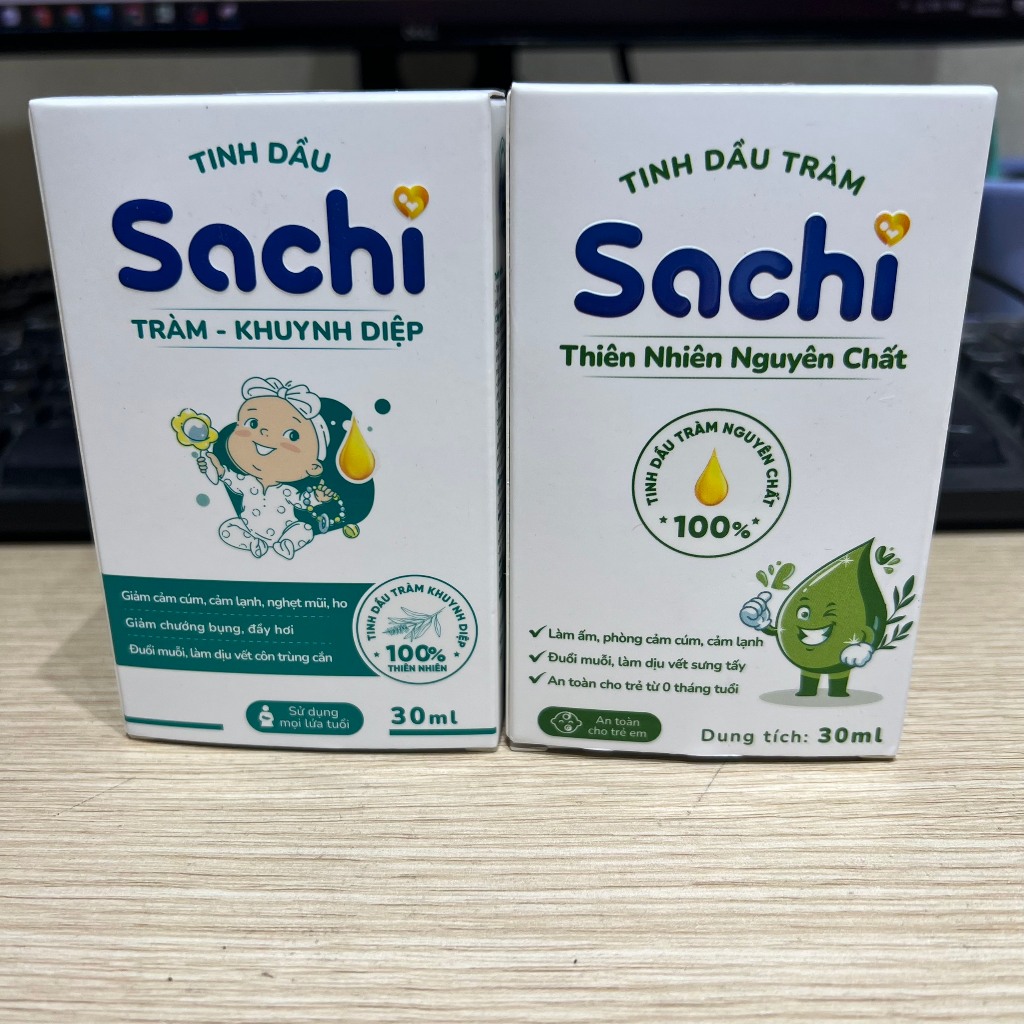 TINH DẦU
Sachi
TRÀM - KHUYNH DIỆP
Giảm cảm cúm, cảm lạnh, nghẹt mũi, ho
Giảm chướng bụng, đầy hơi
Đuổi muỗi, làm dịu vết côn trùng cắn
TINH DẦU TRÀM KHUYNH DIỆP
100%
THIÊN NHIÊN
Sử dụng
mọi lứa tuổi
30ml
TINH DẦU TRÀM
Sachi
Thiên Nhiên Nguyên Chất
TINH DẦU TRÀM NGUYÊN CHẤT
100%
Làm ấm, phòng cảm cúm, cảm lạnh
Đuổi muỗi, làm dịu vết sưng tấy
An toàn cho trẻ từ 0 tháng tuổi
An toàn
cho trẻ em
Dung tích: 30ml